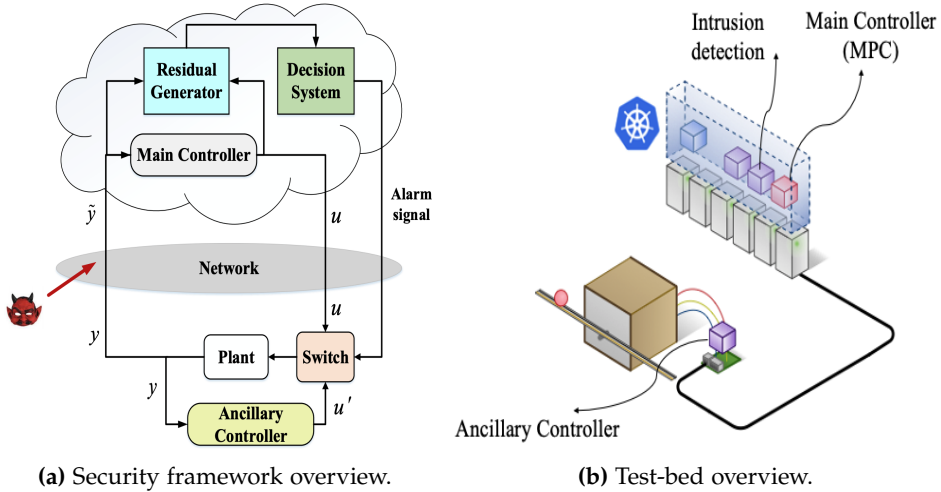 Residual
Generator
Decision
System
Main Controller
ỹ
u
Alarm
signal
Network
y
u
Plant
Switch
y
u'
Ancillary
Controller
(a) Security framework overview.
Intrusion
detection
Main Controller
(MPC)
Ancillary Controller
(b) Test-bed overview.